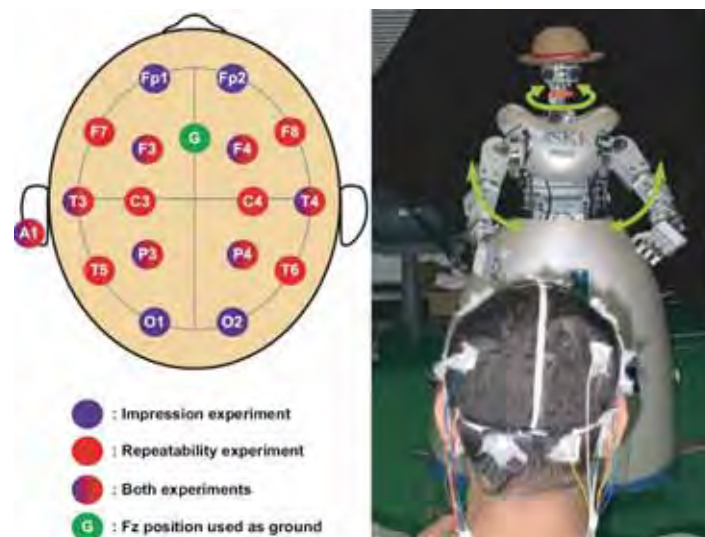 Fp1 Fp2
F7 F3 G F4 F8
T3 C3 C4 T4
A1
T5 P3 P4 T6
O1 O2
: Impression experiment
: Repeatability experiment
: Both experiments
G : Fz position used as ground